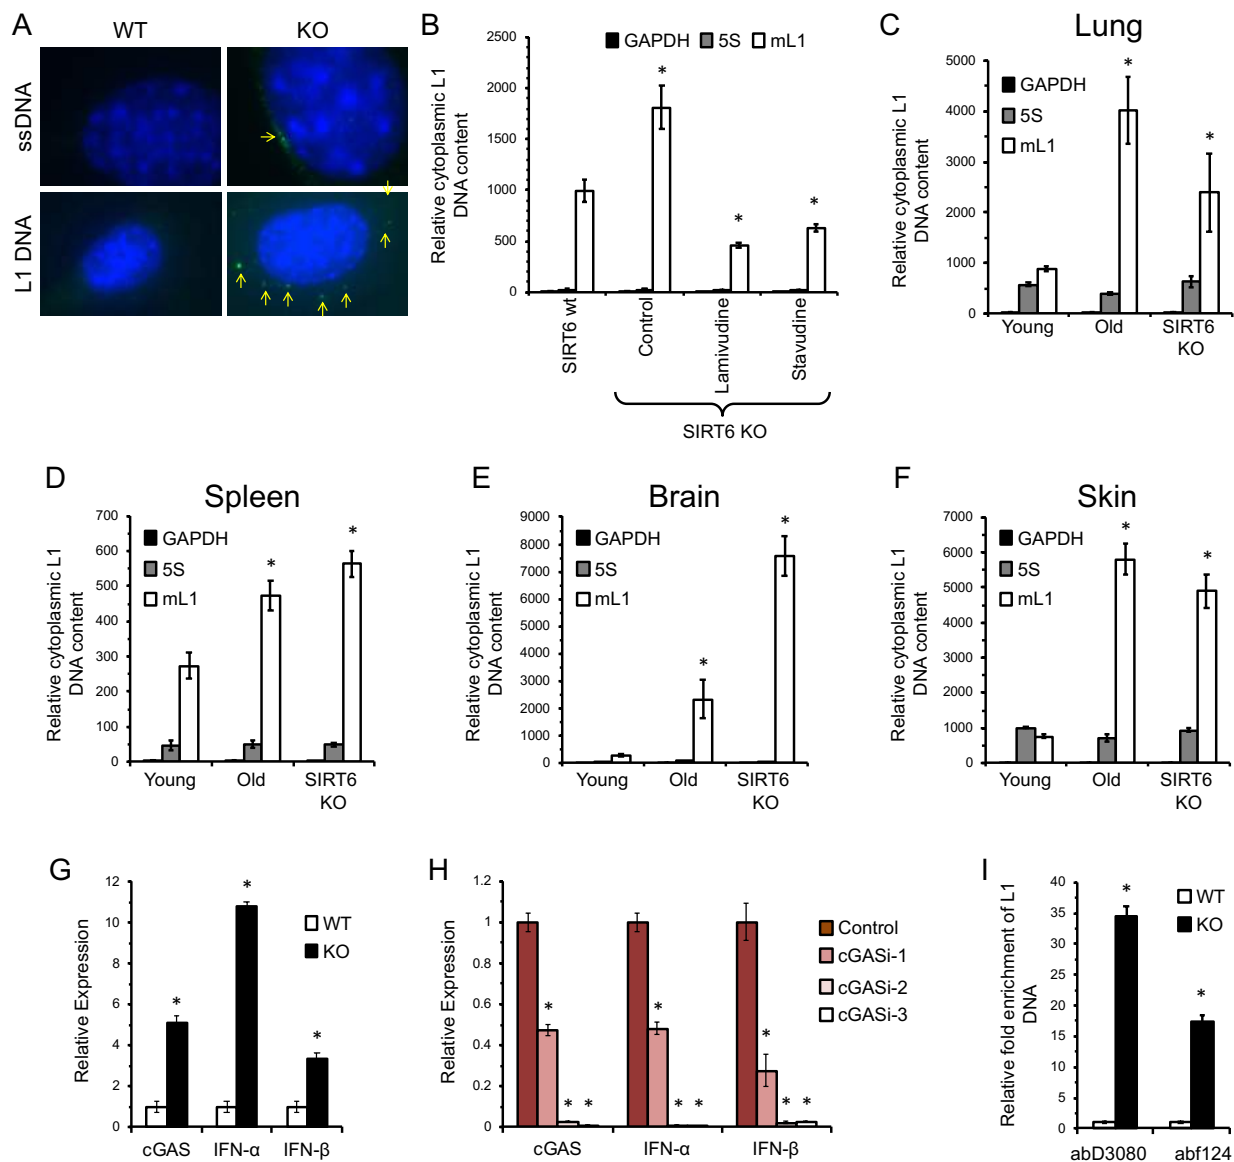 A
WT
KO
ssDNA
L1 DNA
B
Relative cytoplasmic L1
DNA content
2500
2000
1500
1000
500
0
GAPDH
5S
mL1
*
*
*
SIRT6 wt
Control
Lamivudine
Stavudine
SIRT6 KO
C
Lung
Relative cytoplasmic L1
DNA content
5000
4000
3000
2000
1000
0
GAPDH
5S
mL1
*
*
Young
Old
SIRT6
KO
D
Spleen
Relative cytoplasmic L1
DNA content
700
600
500
400
300
200
100
0
GAPDH
5S
mL1
*
*
Young
Old
SIRT6
KO
E
Brain
Relative cytoplasmic L1
DNA content
9000
8000
7000
6000
5000
4000
3000
2000
1000
0
GAPDH
5S
mL1
*
*
Young
Old
SIRT6
KO
F
Skin
Relative cytoplasmic L1
DNA content
7000
6000
5000
4000
3000
2000
1000
0
GAPDH
5S
mL1
*
*
Young
Old
SIRT6
KO
G
Relative Expression
12
10
8
6
4
2
0
*
*
*
WT
KO
cGAS
IFN-α
IFN-β
H
Relative Expression
1.2
1
0.8
0.6
0.4
0.2
0
*
* *
*
* *
*
* *
Control
cGASi-1
cGASi-2
cGASi-3
cGAS
IFN-α
IFN-β
I
Relative fold enrichment of L1
DNA
40
35
30
25
20
15
10
5
0
*
*
WT
KO
abD3080
abf124